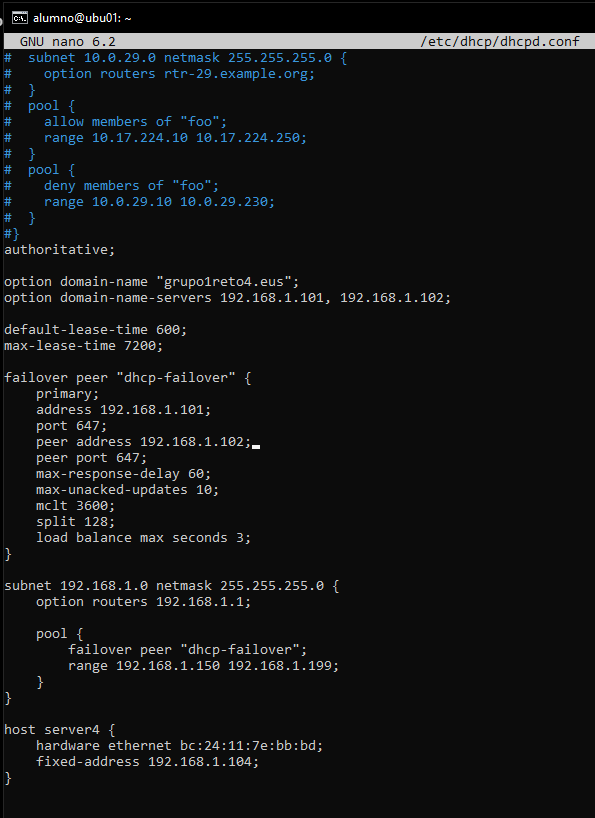 alumno@ubu01: ~
GNU nano 6.2 /etc/dhcp/dhcpd.conf
#  subnet 10.0.29.0 netmask 255.255.255.0 {
#    option routers rtr-29.example.org;
#  }
#  pool {
#    allow members of "foo";
#    range 10.17.224.10 10.17.224.250;
#  }
#  pool {
#    deny members of "foo";
#    range 10.0.29.10 10.0.29.230;
#  }
#}
authoritative;
option domain-name "grupo1reto4.eus";
option domain-name-servers 192.168.1.101, 192.168.1.102;
default-lease-time 600;
max-lease-time 7200;
failover peer "dhcp-failover" {
    primary;
    address 192.168.1.101;
    port 647;
    peer address 192.168.1.102;
    peer port 647;
    max-response-delay 60;
    max-unacked-updates 10;
    mclt 3600;
    split 128;
    load balance max seconds 3;
}
subnet 192.168.1.0 netmask 255.255.255.0 {
    option routers 192.168.1.1;
    pool {
        failover peer "dhcp-failover";
        range 192.168.1.150 192.168.1.199;
    }
}
host server4 {
    hardware ethernet bc:24:11:7e:bb:bd;
    fixed-address 192.168.1.104;
}